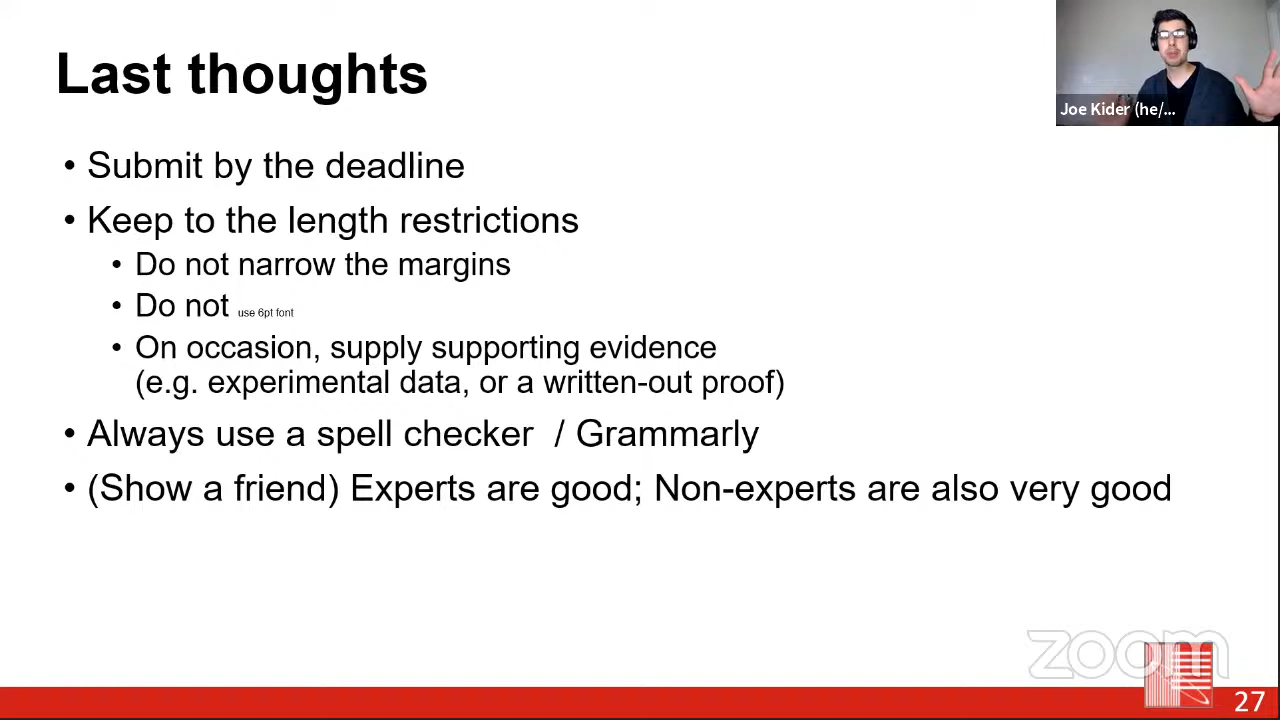 Last thoughts
Joe Kider (he/...
• Submit by the deadline
• Keep to the length restrictions
• Do not narrow the margins
• Do not use 6pt font
• On occasion, supply supporting evidence
(e.g. experimental data, or a written-out proof)
• Always use a spell checker / Grammarly
• (Show a friend) Experts are good; Non-experts are also very good
zoom
27